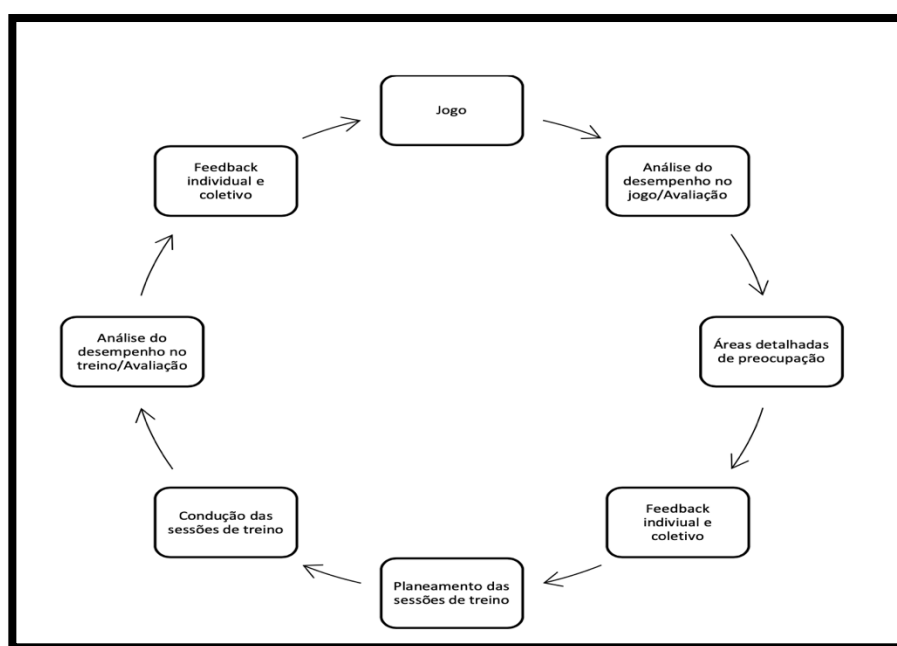 Jogo
Análise do
desempenho no
jogo/Avaliação
Áreas detalhadas
de preocupação
Feedback
indiviual e
coletivo
Planeamento das
sessões de treino
Condução das
sessões de treino
Análise do
desempenho no
treino/Avaliação
Feedback
individual e
coletivo